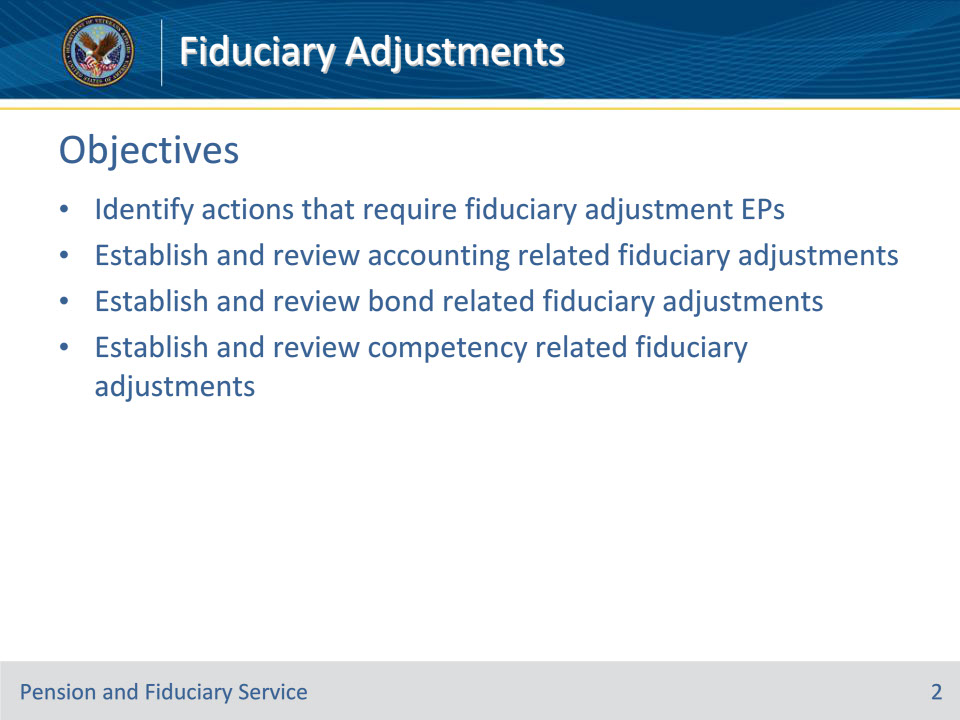 DEPARTMENT OF VETERANS AFFAIRS
UNITED STATES OF AMERICA
Fiduciary Adjustments
Objectives
• Identify actions that require fiduciary adjustment EPs
• Establish and review accounting related fiduciary adjustments
• Establish and review bond related fiduciary adjustments
• Establish and review competency related fiduciary
adjustments
Pension and Fiduciary Service
2